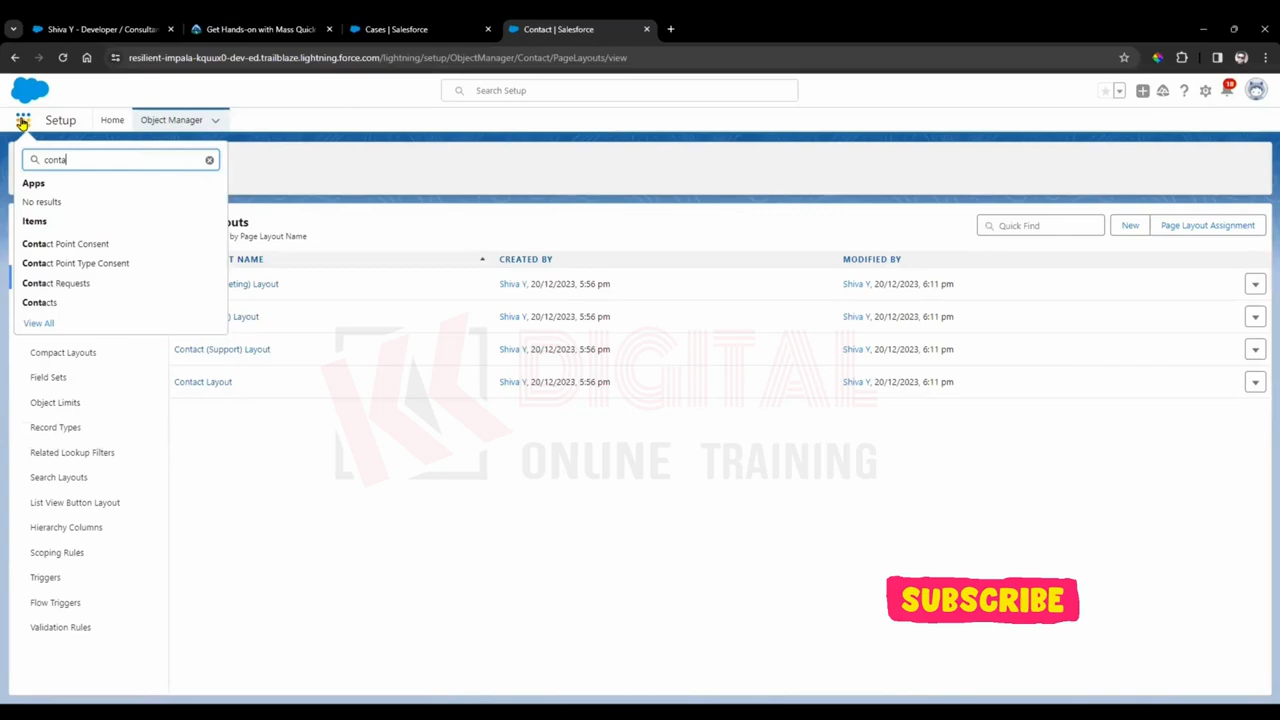 Shiva Y - Developer / Consultan
Get Hands-on with Mass Quick
Cases | Salesforce
Contact | Salesforce
resilient-impala-kquux0-dev-ed.trailblaze.lightning.force.com/lightning/setup/ObjectManager/Contact/PageLayouts/view
Search Setup
18
Setup
Home
Object Manager
conta
Apps
No results
Items
Contact Point Consent
Contact Point Type Consent
Contact Requests
Contacts
View All
Compact Layouts
Field Sets
Object Limits
Record Types
Related Lookup Filters
Search Layouts
List View Button Layout
Hierarchy Columns
Scoping Rules
Triggers
Flow Triggers
Validation Rules
outs
by Page Layout Name
Quick Find
New
Page Layout Assignment
NAME
CREATED BY
MODIFIED BY
eting) Layout
Shiva Y, 20/12/2023, 5:56 pm
Shiva Y, 20/12/2023, 6:11 pm
) Layout
Shiva Y, 20/12/2023, 5:56 pm
Shiva Y, 20/12/2023, 6:11 pm
Contact (Support) Layout
Shiva Y, 20/12/2023, 5:56 pm
Shiva Y, 20/12/2023, 6:11 pm
Contact Layout
Shiva Y, 20/12/2023, 5:56 pm
Shiva Y, 20/12/2023, 6:11 pm
KK DIGITAL
ONLINE TRAINING
SUBSCRIBE